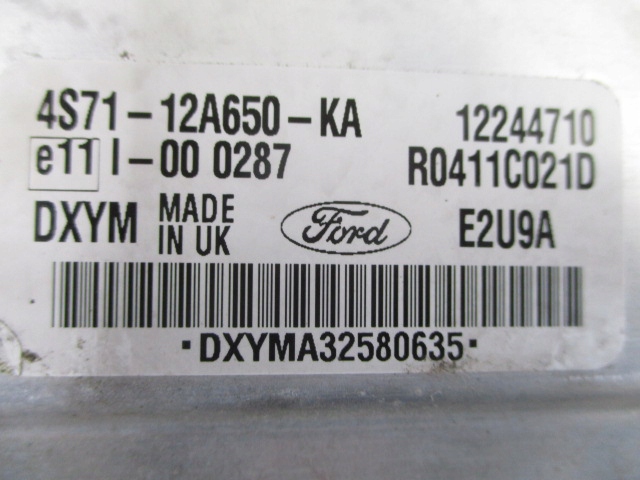 4S71-12A650-KA 12244710
e11 I-00 0287 R0411C021D
DXYM MADE IN UK Ford E2U9A
·DXYMA32580635·